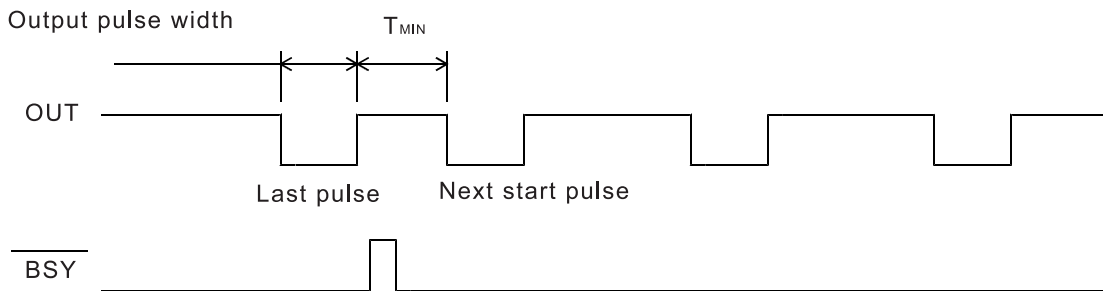 Output pulse width
TMIN
OUT
Last pulse
Next start pulse
BSY